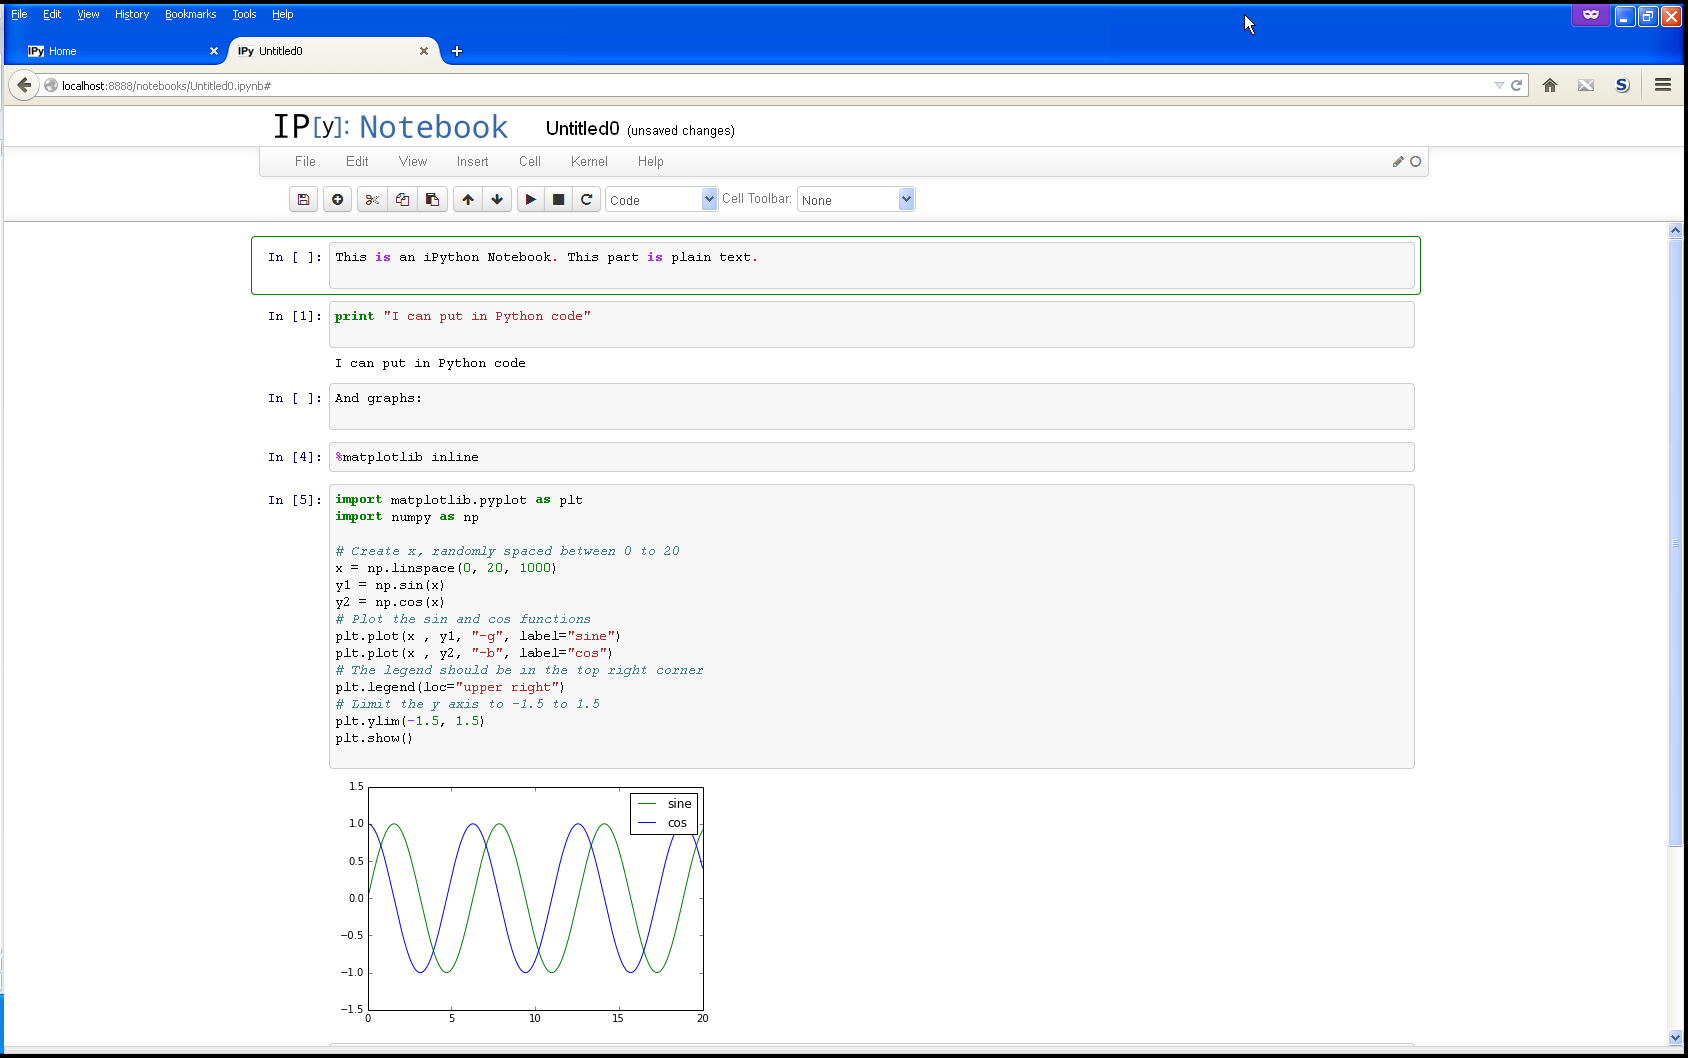 File Edit View History Bookmarks Tools Help
IPy Home
IPy Untitled0
localhost:8888/notebooks/Untitled0.ipynb#
S
IP[y]: Notebook Untitled0 (unsaved changes)
File Edit View Insert Cell Kernel Help
Code Cell Toolbar: None
In [ ]: This is an iPython Notebook. This part is plain text.
In [1]: print "I can put in Python code"
I can put in Python code
In [ ]: And graphs:
In [4]: %matplotlib inline
In [5]: import matplotlib.pyplot as plt
import numpy as np
# Create x, randomly spaced between 0 to 20
x = np.linspace(0, 20, 1000)
y1 = np.sin(x)
y2 = np.cos(x)
# Plot the sin and cos functions
plt.plot(x , y1, "-g", label="sine")
plt.plot(x , y2, "-b", label="cos")
# The legend should be in the top right corner
plt.legend(loc="upper right")
# Limit the y axis to -1.5 to 1.5
plt.ylim(-1.5, 1.5)
plt.show()
1.5
1.0
0.5
0.0
−0.5
−1.0
−1.5
sine
cos
0 5 10 15 20